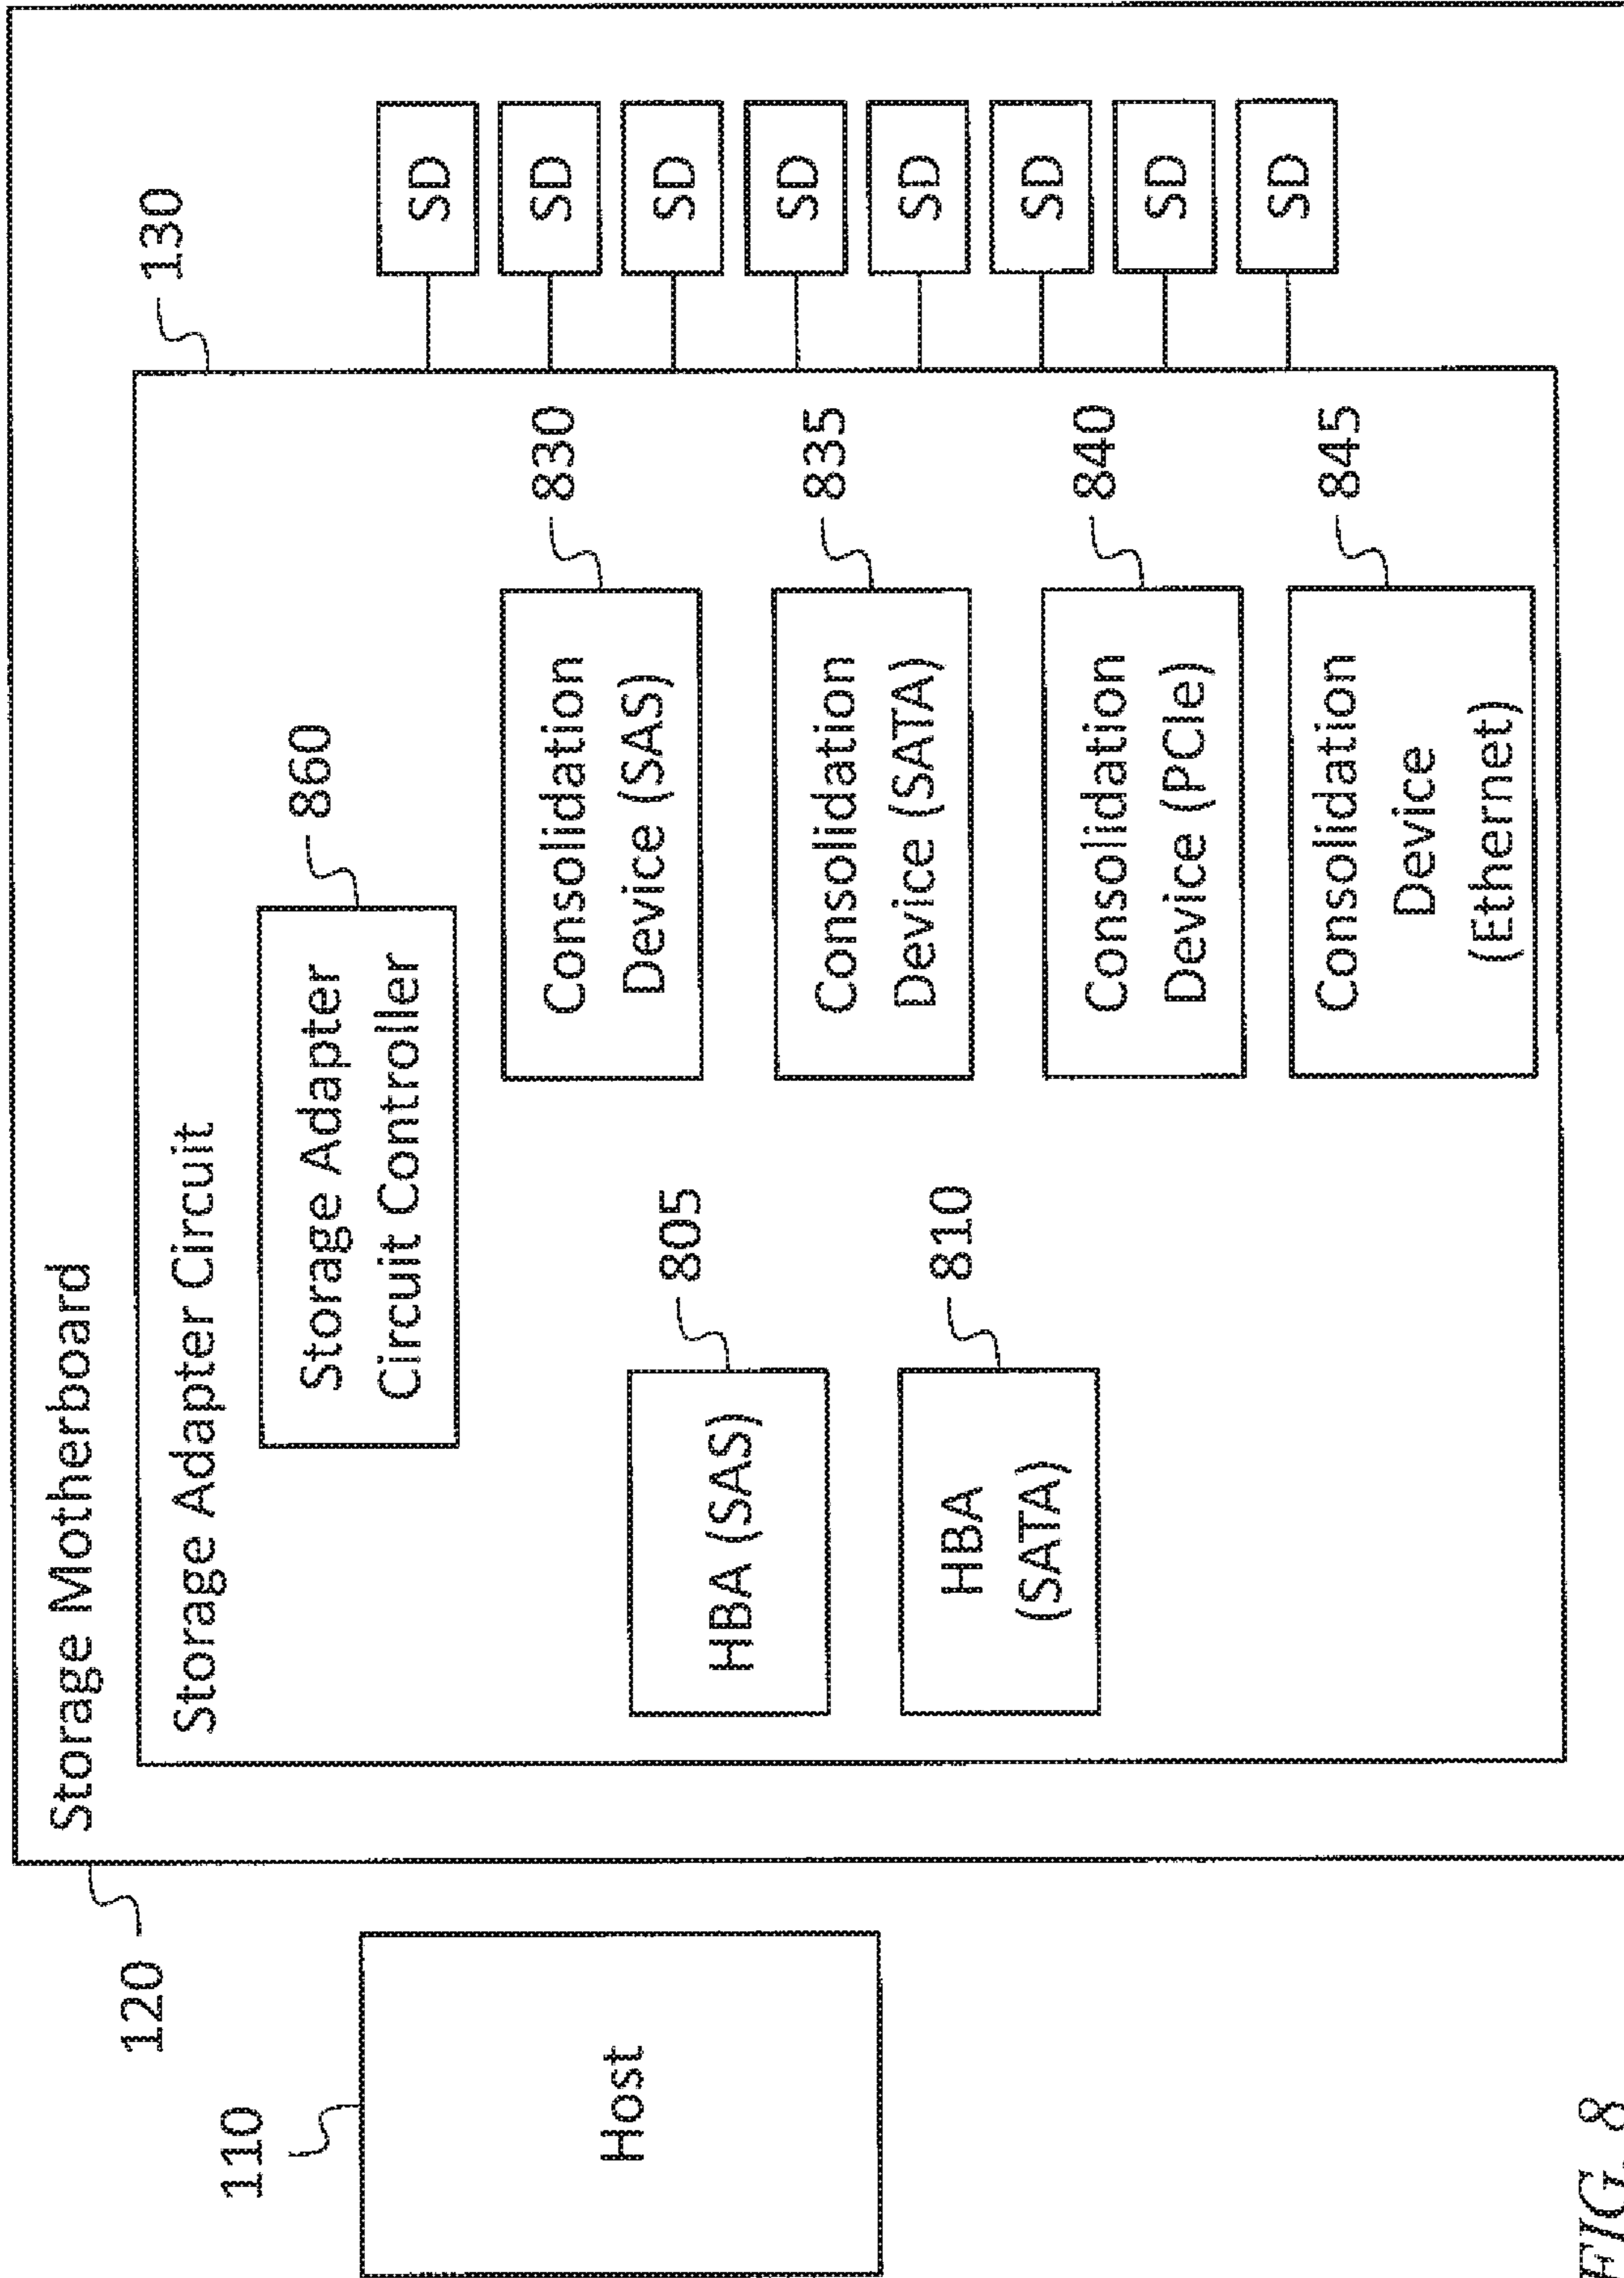 110
Host
120
Storage Motherboard
130
Storage Adapter Circuit
860
Storage Adapter
Circuit Controller
805
HBA (SAS)
810
HBA
(SATA)
830
Consolidation
Device (SAS)
835
Consolidation
Device (SATA)
840
Consolidation
Device (PCIe)
845
Consolidation
Device
(Ethernet)
SD
SD
SD
SD
SD
SD
SD
SD
FIG. 8